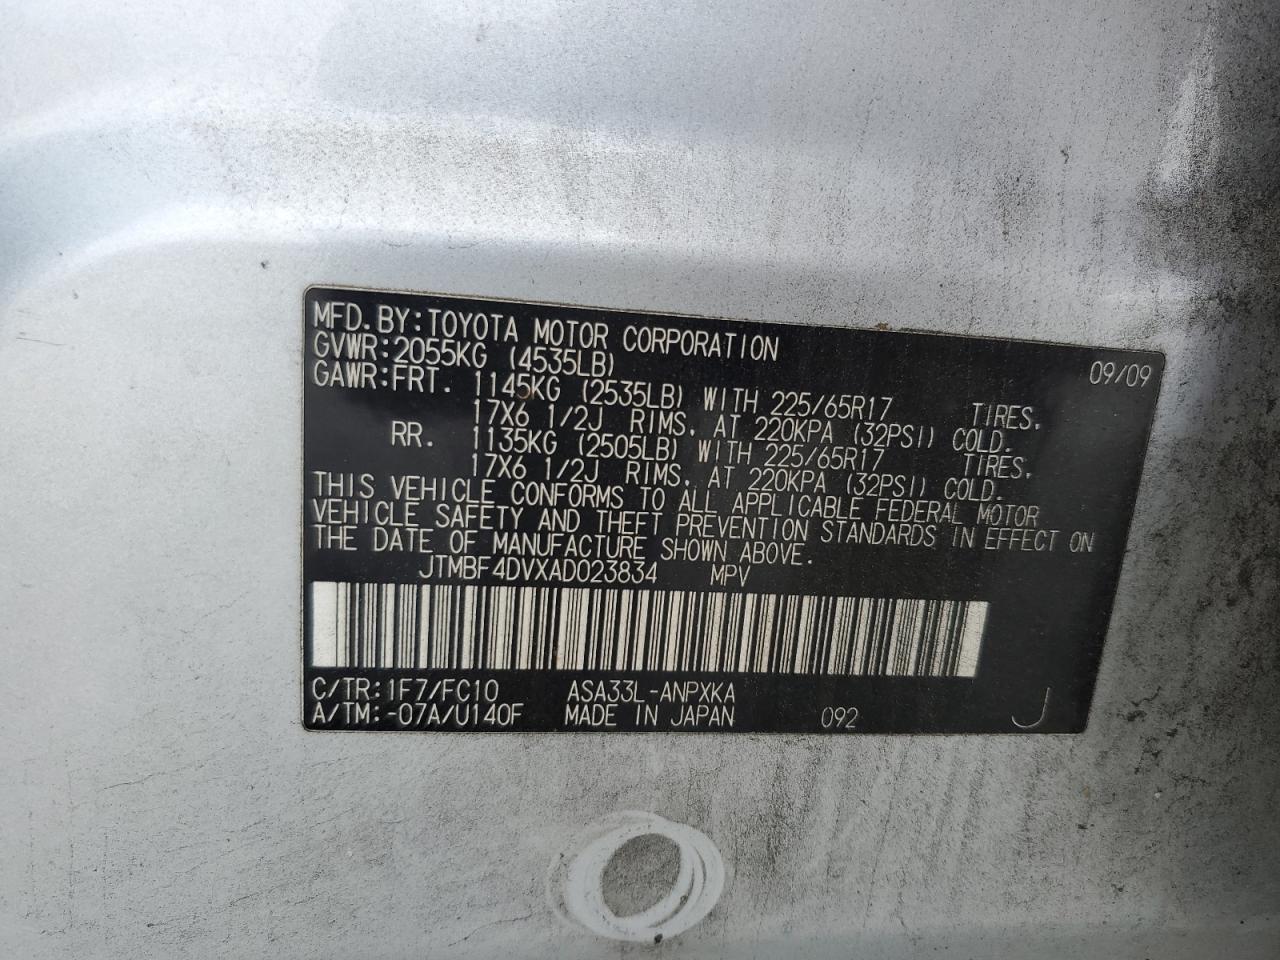 MFD. BY: TOYOTA MOTOR CORPORATION 09/09
GVWR: 2055KG (4535LB)
GAWR: FRT. 1145KG (2535LB) WITH 225/65R17 TIRES,
17X6 1/2J RIMS, AT 220KPA (32PSI) COLD.
RR. 1135KG (2505LB) WITH 225/65R17 TIRES,
17X6 1/2J RIMS, AT 220KPA (32PSI) COLD.
THIS VEHICLE CONFORMS TO ALL APPLICABLE FEDERAL MOTOR
VEHICLE SAFETY AND THEFT PREVENTION STANDARDS IN EFFECT ON
THE DATE OF MANUFACTURE SHOWN ABOVE.
JTMBF4DVXAD023834 MPV
C/TR: 1F7/FC10 ASA33L-ANPXKA
A/TM: -07A/U140F MADE IN JAPAN 092 J